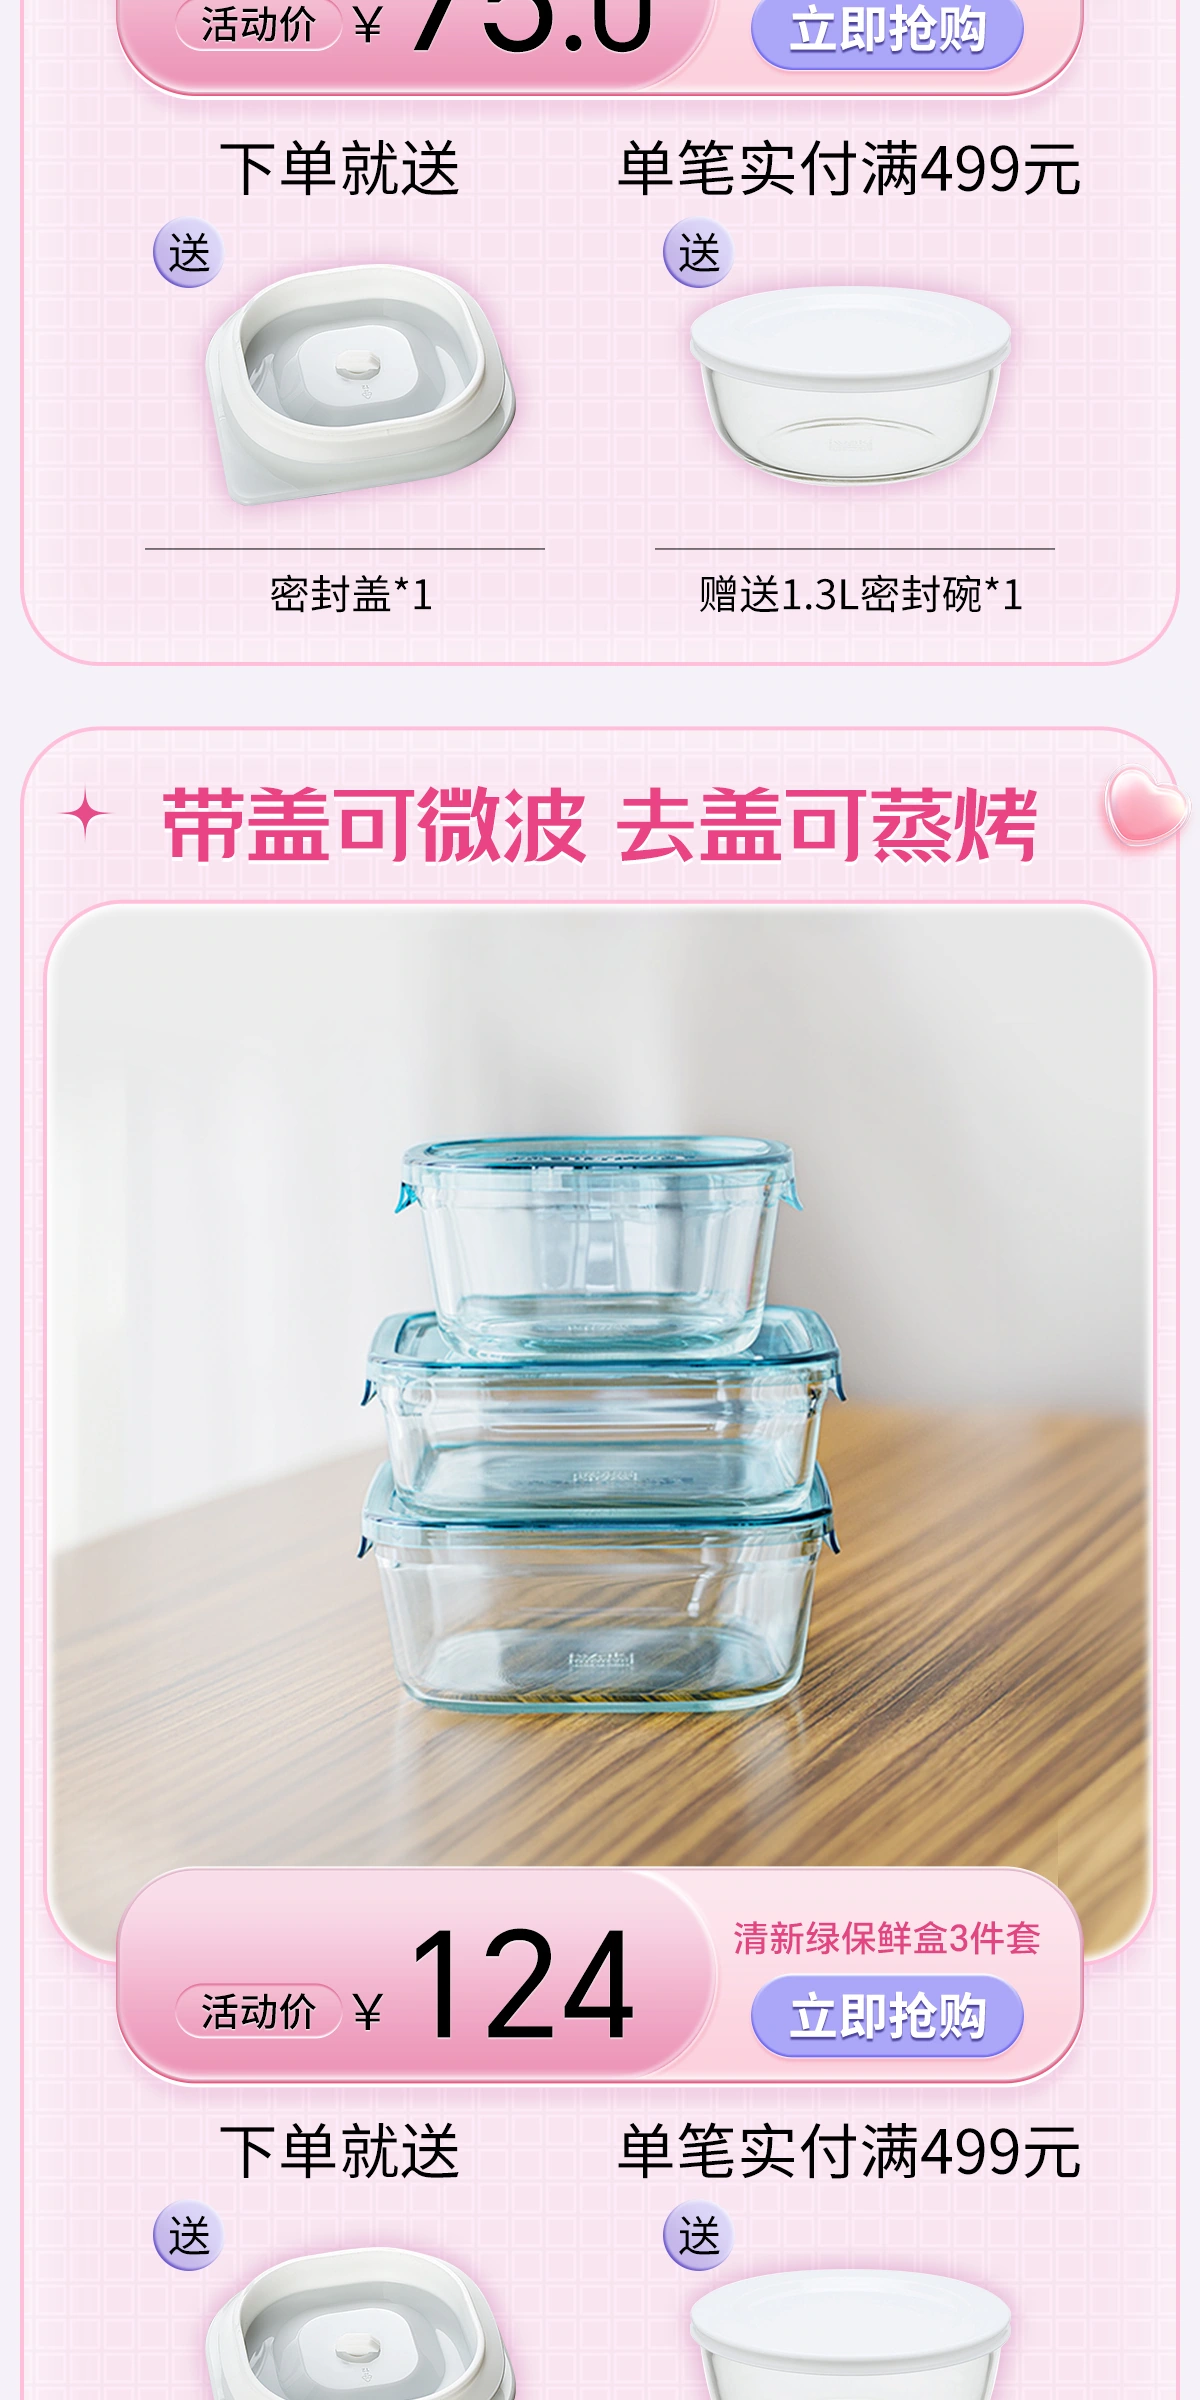 活动价 ¥ 75.0
立即抢购
下单就送
单笔实付满499元
送
送
密封盖*1
赠送1.3L密封碗*1
带盖可微波 去盖可蒸烤
清新绿保鲜盒3件套
活动价 ¥ 124
立即抢购
下单就送
单笔实付满499元
送
送